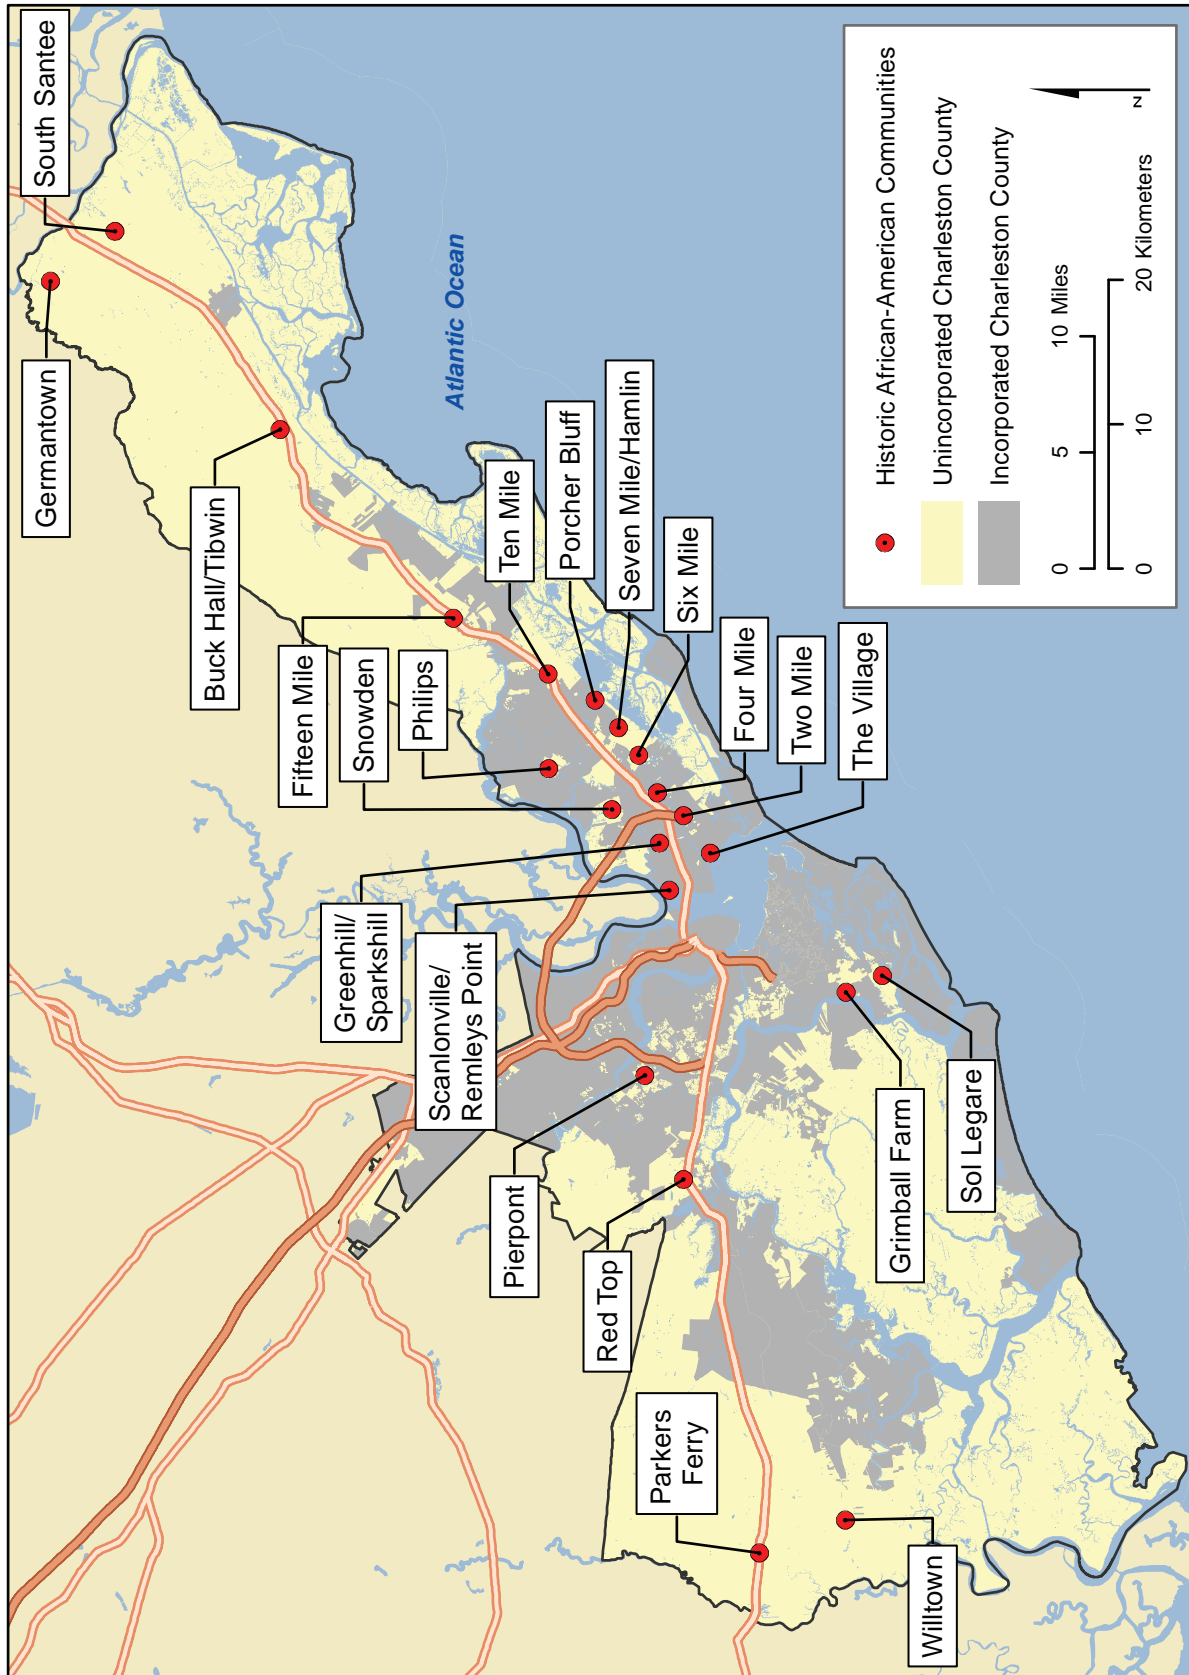 South Santee
Germantown
Buck Hall/Tibwin
Atlantic Ocean
Fifteen Mile
Snowden
Philips
Ten Mile
Porcher Bluff
Seven Mile/Hamlin
Six Mile
Four Mile
Two Mile
The Village
Greenhill/
Sparkshill
Scanlonville/
Remleys Point
Pierpont
Red Top
Parkers
Ferry
Wiltown
Grimball Farm
Sol Legare
Historic African-American Communities
Unincorporated Charleston County
Incorporated Charleston County
0 5 10 Miles
0 10 20 Kilometers
N